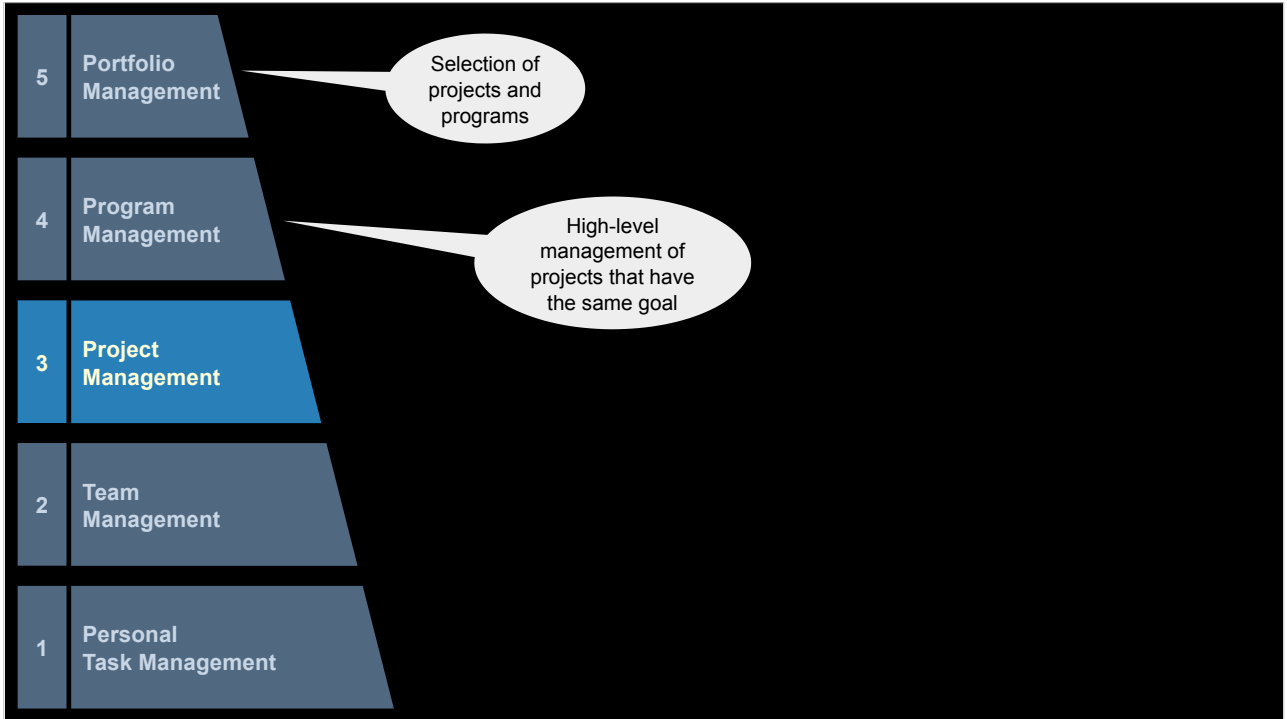 5
Portfolio
Management
Selection of
projects and
programs
4
Program
Management
High-level
management of
projects that have
the same goal
3
Project
Management
2
Team
Management
1
Personal
Task Management